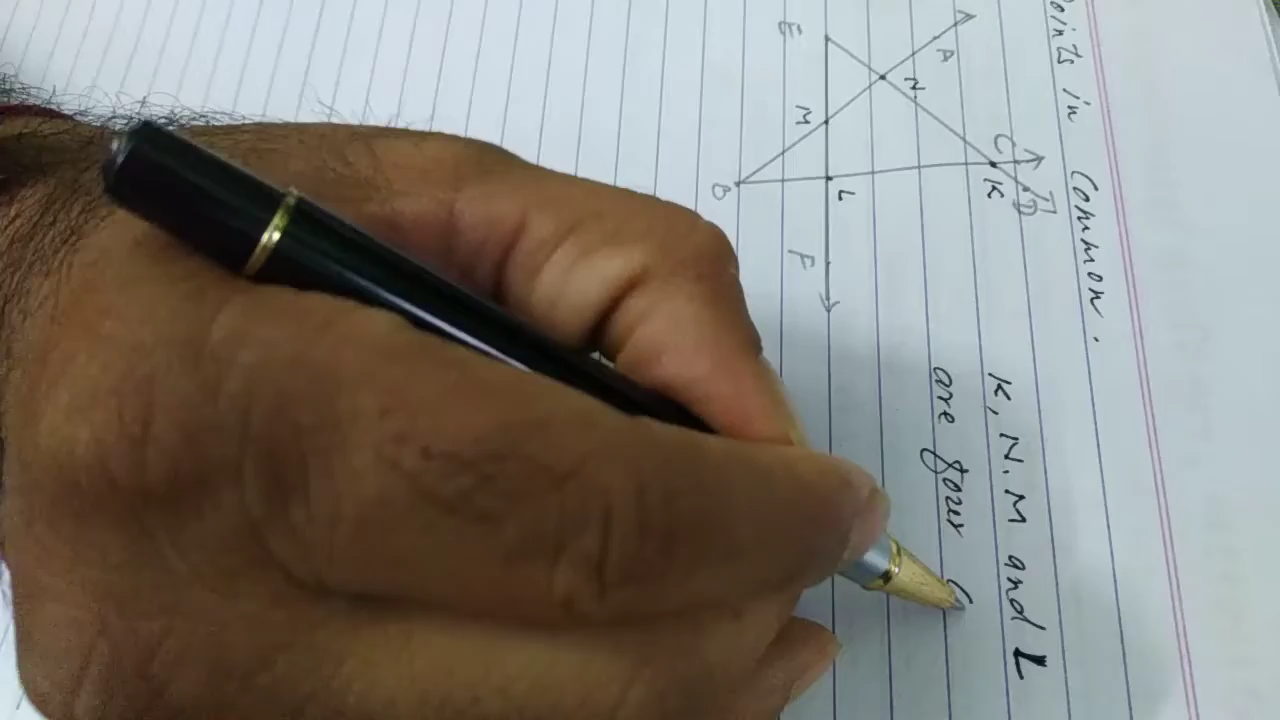 Points in Common.
K, N, M and L
are four C
A
N
E
M
B
L
F
C
K
D